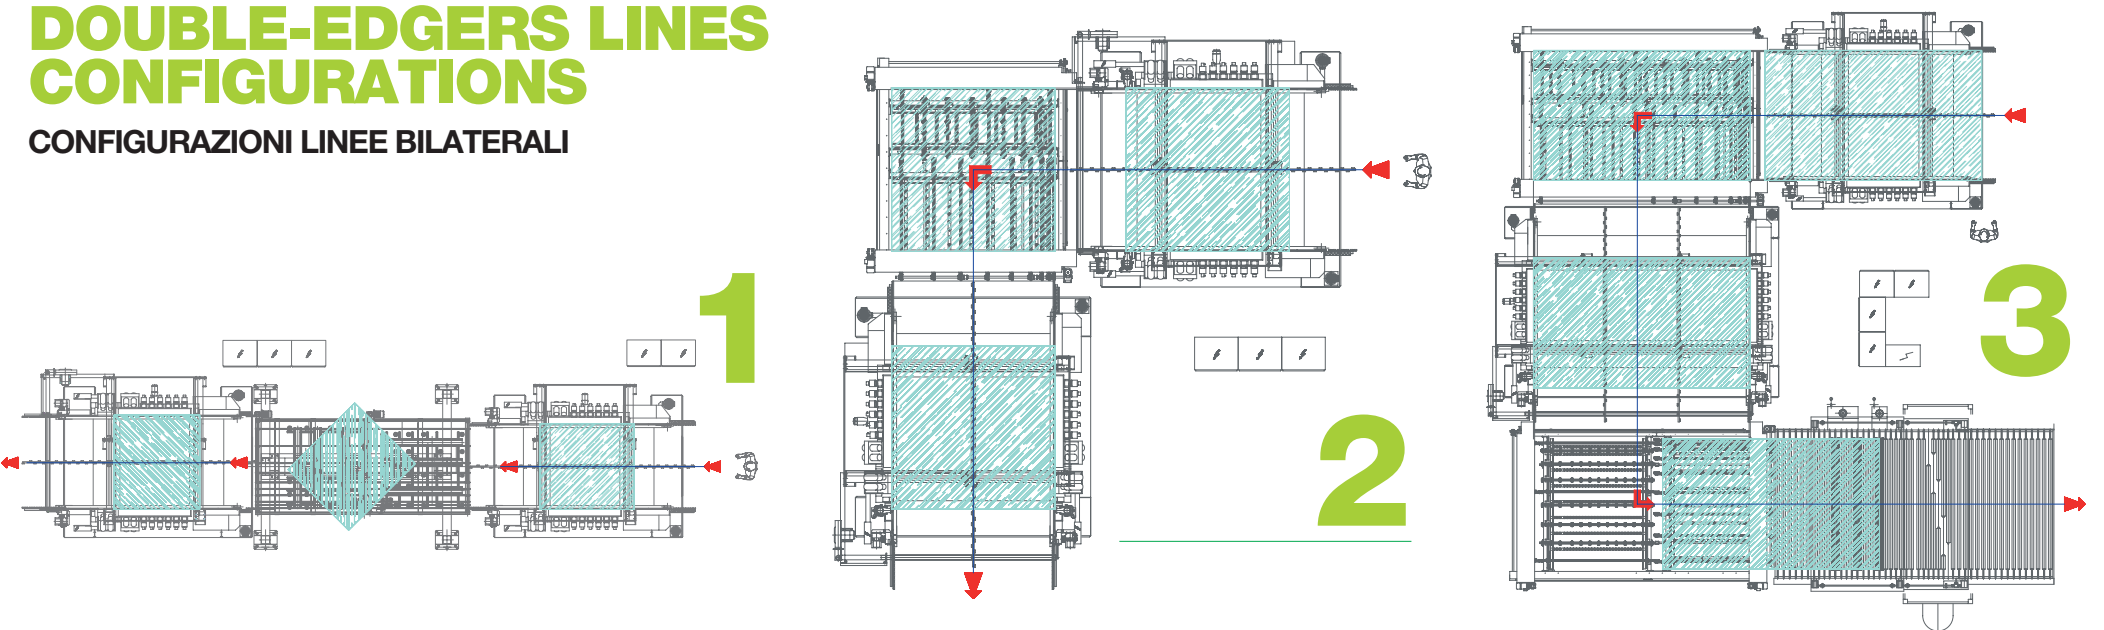 DOUBLE-EDGERS LINES
CONFIGURATIONS
CONFIGURAZIONI LINEE BILATERALI
1
2
3